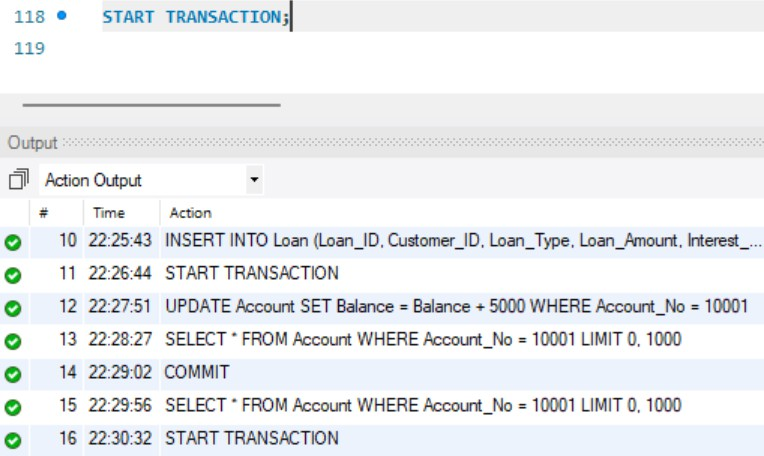 118 START TRANSACTION;
119
Output
Action Output
# Time Action
10 22:25:43 INSERT INTO Loan (Loan_ID, Customer_ID, Loan_Type, Loan_Amount, Interest_...
11 22:26:44 START TRANSACTION
12 22:27:51 UPDATE Account SET Balance = Balance + 5000 WHERE Account_No = 10001
13 22:28:27 SELECT * FROM Account WHERE Account_No = 10001 LIMIT 0, 1000
14 22:29:02 COMMIT
15 22:29:56 SELECT * FROM Account WHERE Account_No = 10001 LIMIT 0, 1000
16 22:30:32 START TRANSACTION